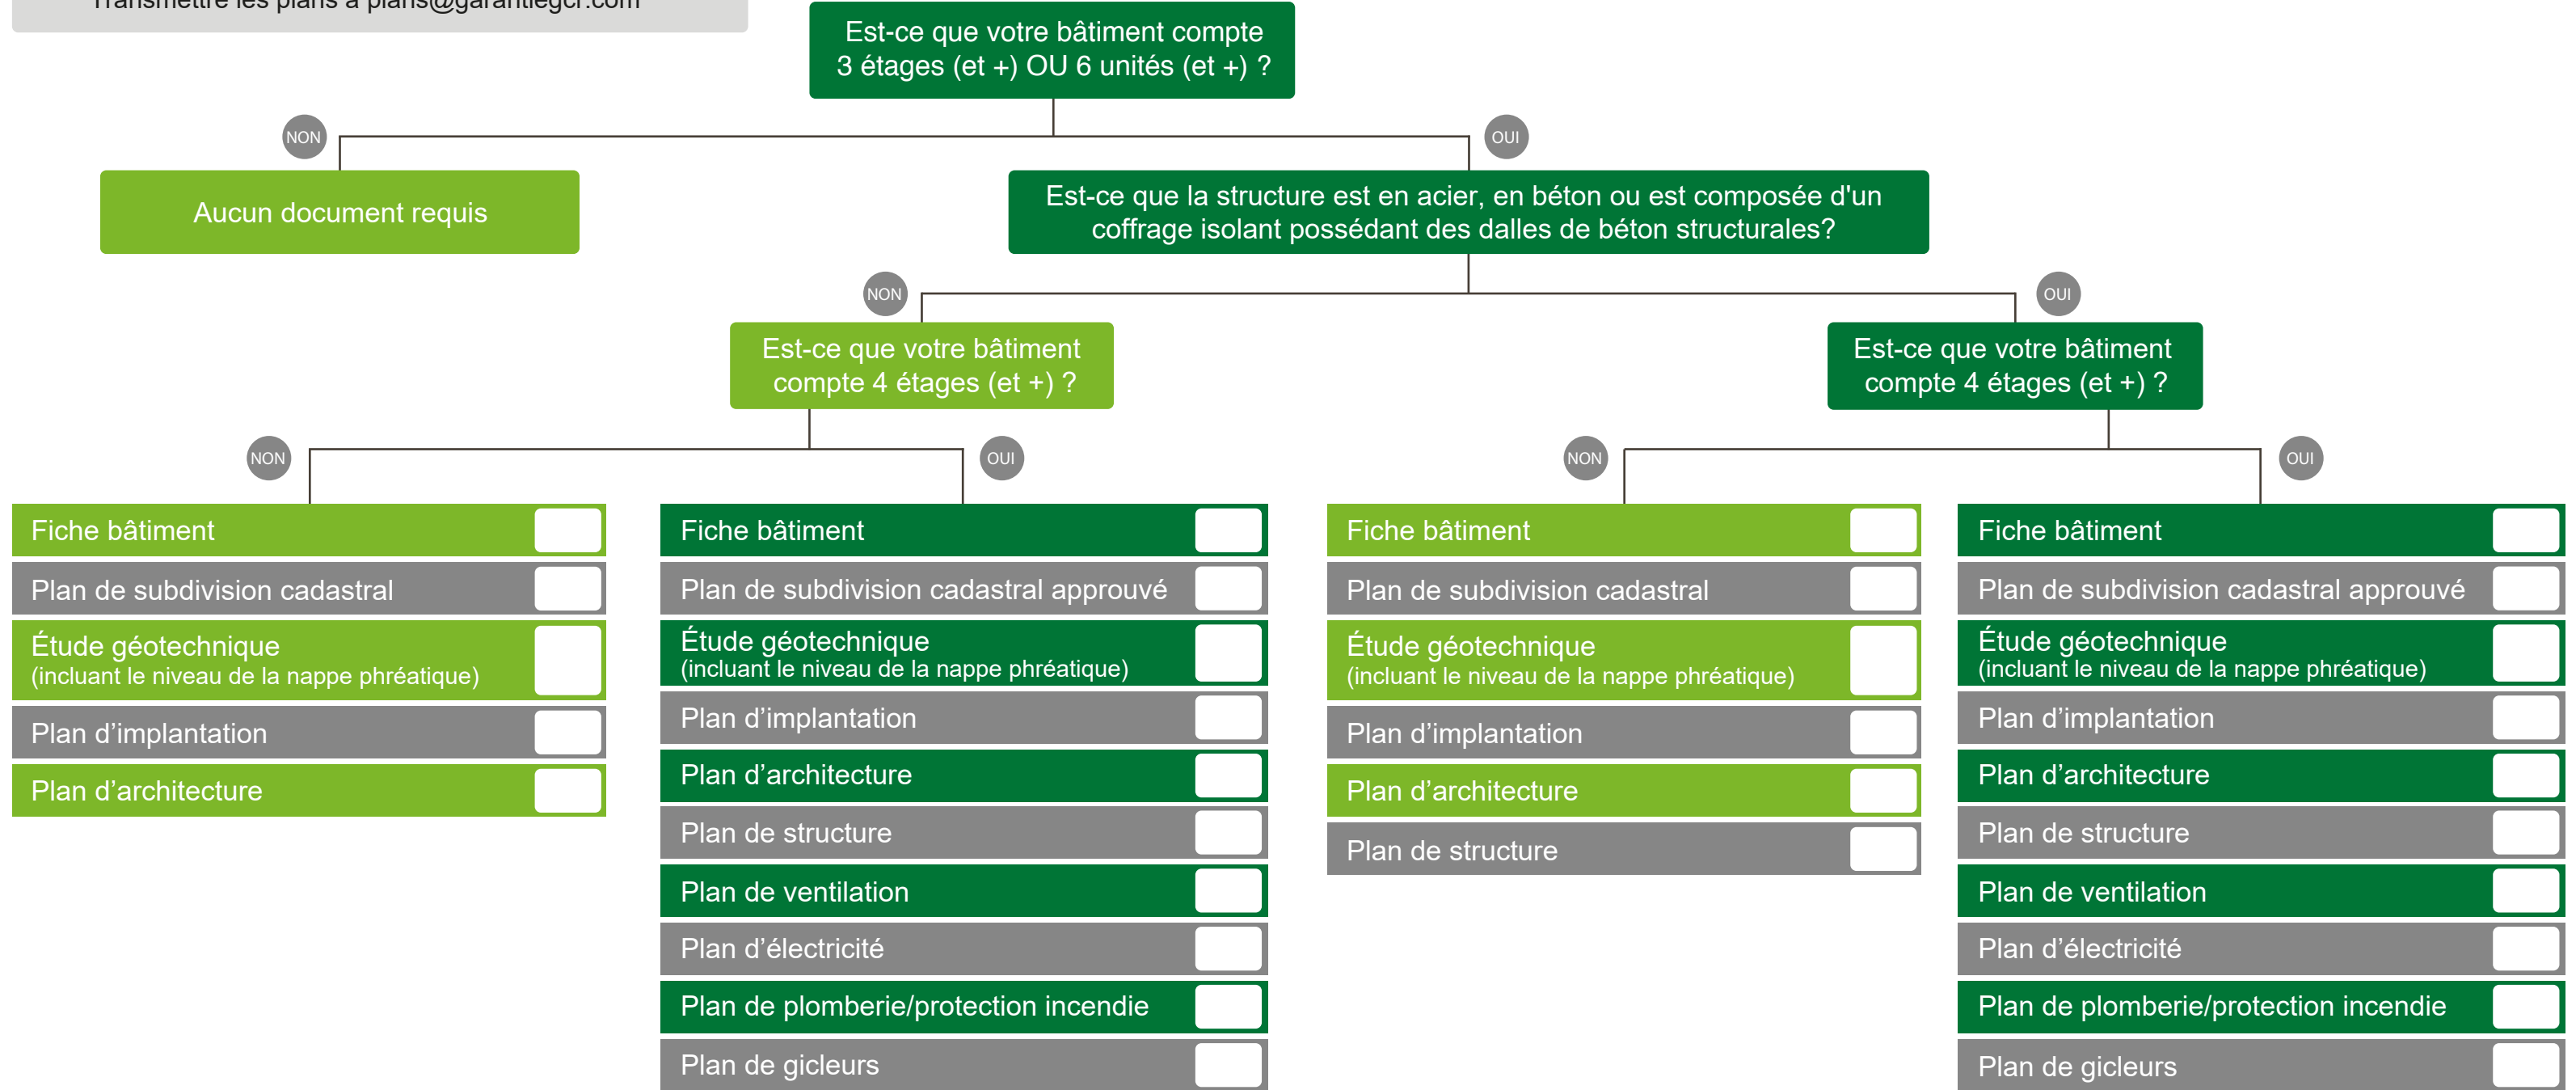 Transmettre les plans à plans@garantiegcr.com
Est-ce que votre bâtiment compte
3 étages (et +) OU 6 unités (et +) ?
NON
OUI
Aucun document requis
Est-ce que la structure est en acier, en béton ou est composée d'un
coffrage isolant possédant des dalles de béton structurales?
NON
OUI
Est-ce que votre bâtiment
compte 4 étages (et +) ?
Est-ce que votre bâtiment
compte 4 étages (et +) ?
NON
OUI
NON
OUI
Fiche bâtiment
Plan de subdivision cadastral
Étude géotechnique
(incluant le niveau de la nappe phréatique)
Plan d’implantation
Plan d’architecture
Fiche bâtiment
Plan de subdivision cadastral approuvé
Étude géotechnique
(incluant le niveau de la nappe phréatique)
Plan d’implantation
Plan d’architecture
Plan de structure
Plan de ventilation
Plan d’électricité
Plan de plomberie/protection incendie
Plan de gicleurs
Fiche bâtiment
Plan de subdivision cadastral
Étude géotechnique
(incluant le niveau de la nappe phréatique)
Plan d’implantation
Plan d’architecture
Plan de structure
Fiche bâtiment
Plan de subdivision cadastral approuvé
Étude géotechnique
(incluant le niveau de la nappe phréatique)
Plan d’implantation
Plan d’architecture
Plan de structure
Plan de ventilation
Plan d’électricité
Plan de plomberie/protection incendie
Plan de gicleurs